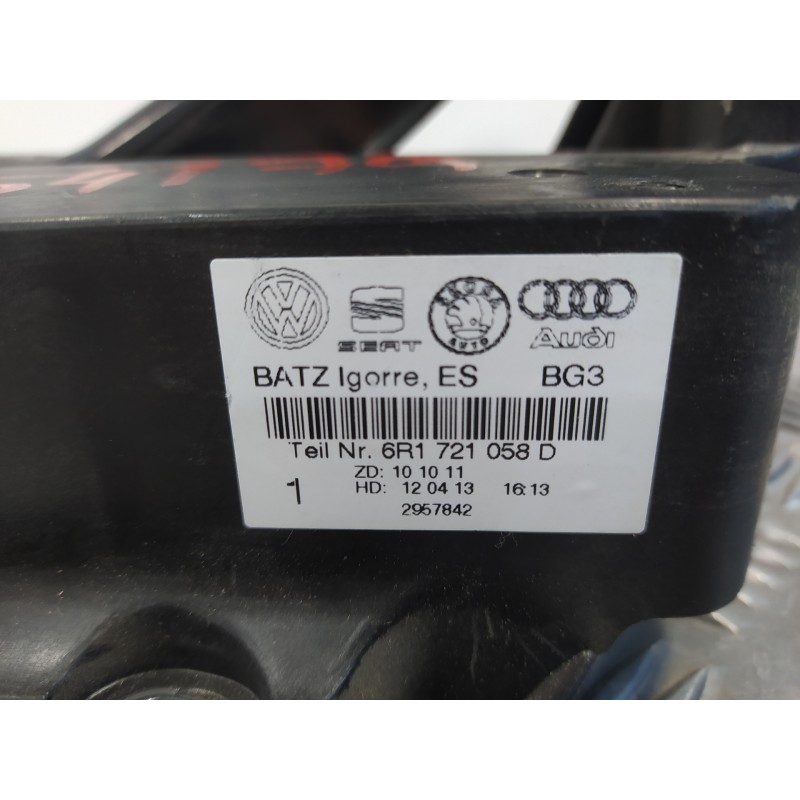 SEAT
SKODA
AUTO
Audi
BATZ Igorre, ES BG3
Teil Nr. 6R1 721 058 D
ZD: 10 10 11
1 HD: 12 04 13 16:13
2957842